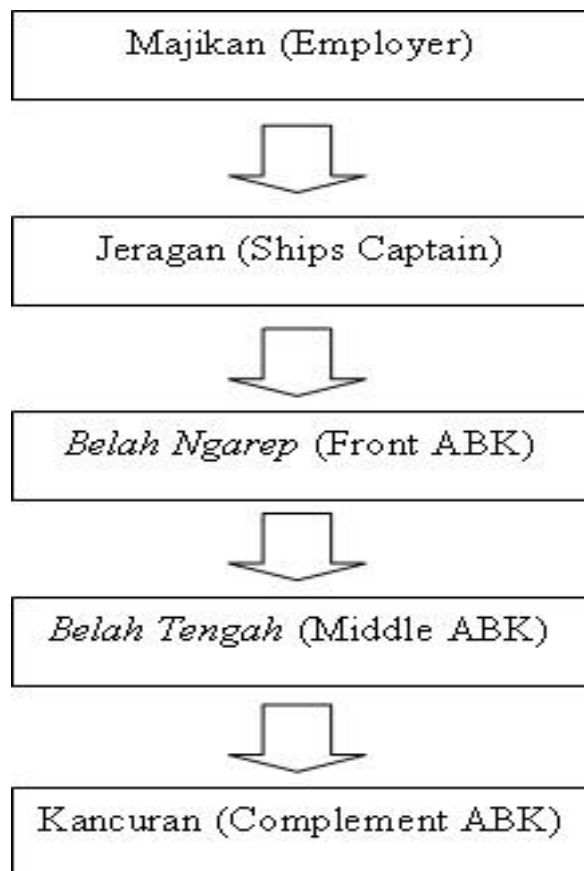 Majikan (Employer)
Jeragan (Ships Captain)
Belah Ngarep (Front ABK)
Belah Tengah (Middle ABK)
Kancuran (Complement ABK)